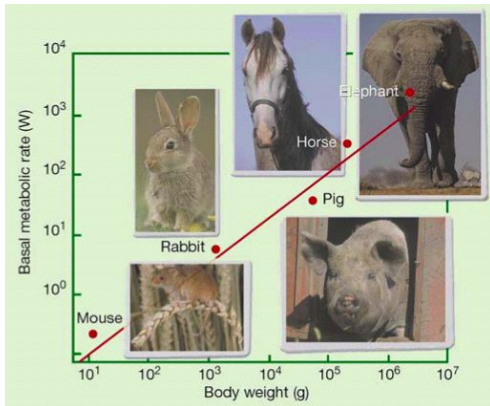 10⁴
10³
10²
10¹
10⁰
Basal metabolic rate (W)
Elephant
Horse
Pig
Rabbit
Mouse
10¹
10²
10³
10⁴
10⁵
10⁶
10⁷
Body weight (g)